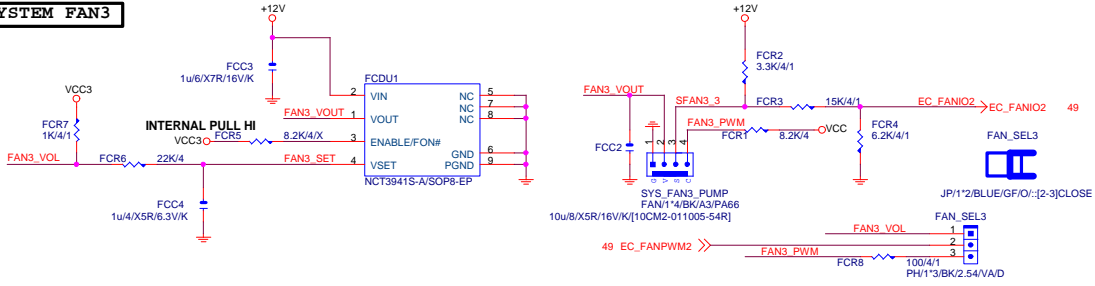 YSTEM FAN3
+12V
FCC3
1u/6/X7R/16V/K
FCDU1
2 VIN NC 5
NC 7
FAN3_VOUT 1 VOUT NC 8
VCC3
FCR7
1K/4/1
INTERNAL PULL HI
VCC3 FCR5 8.2K/4/X 3 ENABLE/FON#
GND 6
FAN3_VOL FCR6 22K/4 FAN3_SET 4 VSET PGND 9
NCT3941S-A/SOP8-EP
FCC4
1u/4/X5R/6.3V/K
+12V
FCR2
3.3K/4/1
FAN3_VOUT
SFAN3_3 FCR3 15K/4/1 EC_FANIO2 EC_FANIO2 49
FAN3_PWM
FCR1 8.2K/4 VCC
FCR4
6.2K/4/1
FCC2
1 2 3 4
G V S C
SYS_FAN3_PUMP
FAN/1*4/BK/A3/PA66
10u/8/X5R/16V/K/[10CM2-011005-54R]
FAN_SEL3
JP/1*2/BLUE/GF/O/::[2-3]CLOSE
FAN_SEL3
FAN3_VOL 1
49 EC_FANPWM2 2
FAN3_PWM 3
FCR8 100/4/1
PH/1*3/BK/2.54/VA/D